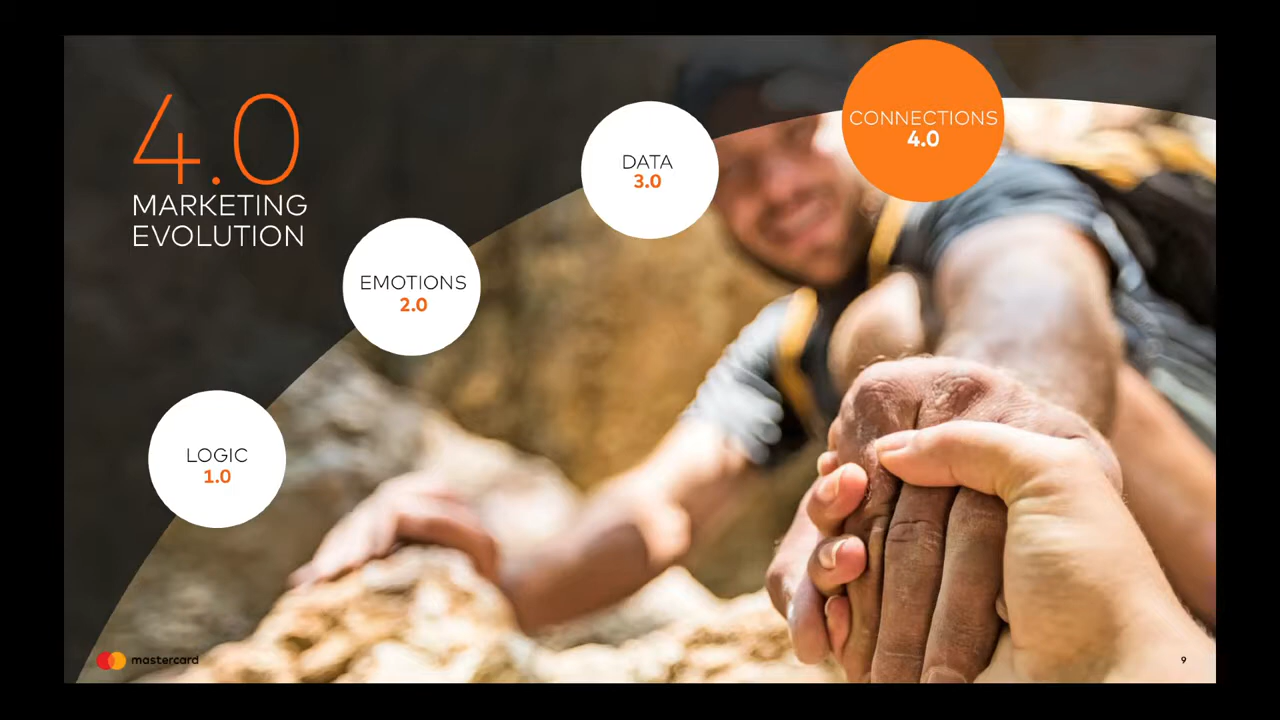 4.0
MARKETING
EVOLUTION
LOGIC
1.0
EMOTIONS
2.0
DATA
3.0
CONNECTIONS
4.0
mastercard
9